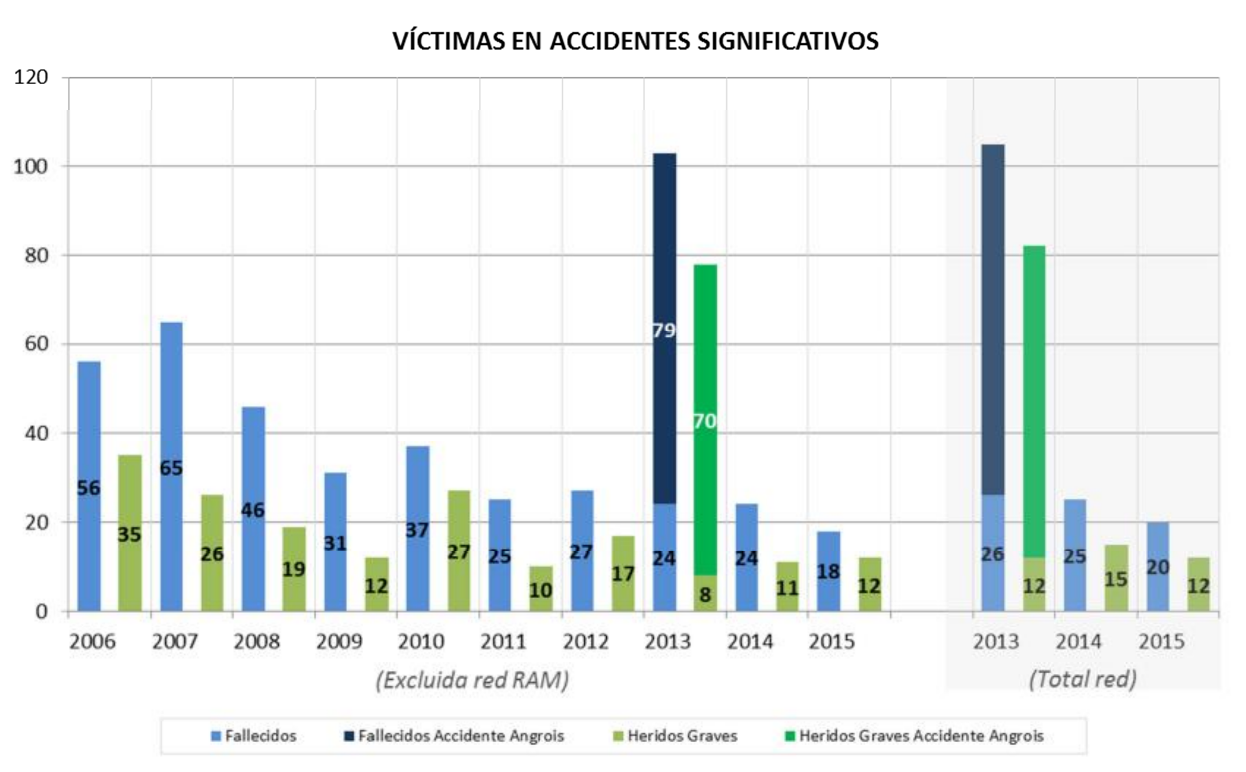 VÍCTIMAS EN ACCIDENTES SIGNIFICATIVOS
120
100
80
60
40
20
0
56 35 65 26 46 19 31 12 37 27 25 10 27 17 79 24 70 8 24 11 18 12 26 12 25 15 20 12
2006 2007 2008 2009 2010 2011 2012 2013 2014 2015 2013 2014 2015
(Excluida red RAM) (Total red)
Fallecidos Fallecidos Accidente Angrois Heridos Graves Heridos Graves Accidente Angrois